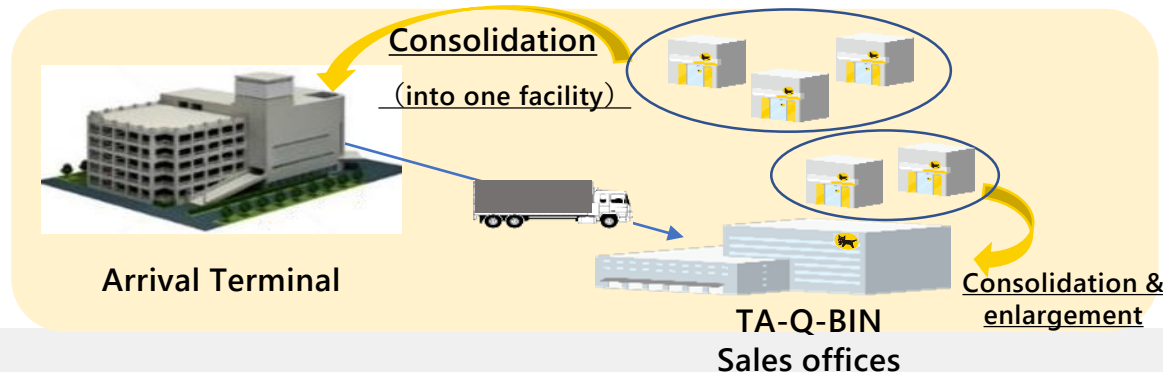 Consolidation
（into one facility）
Arrival Terminal
Consolidation &
enlargement
TA-Q-BIN
Sales offices